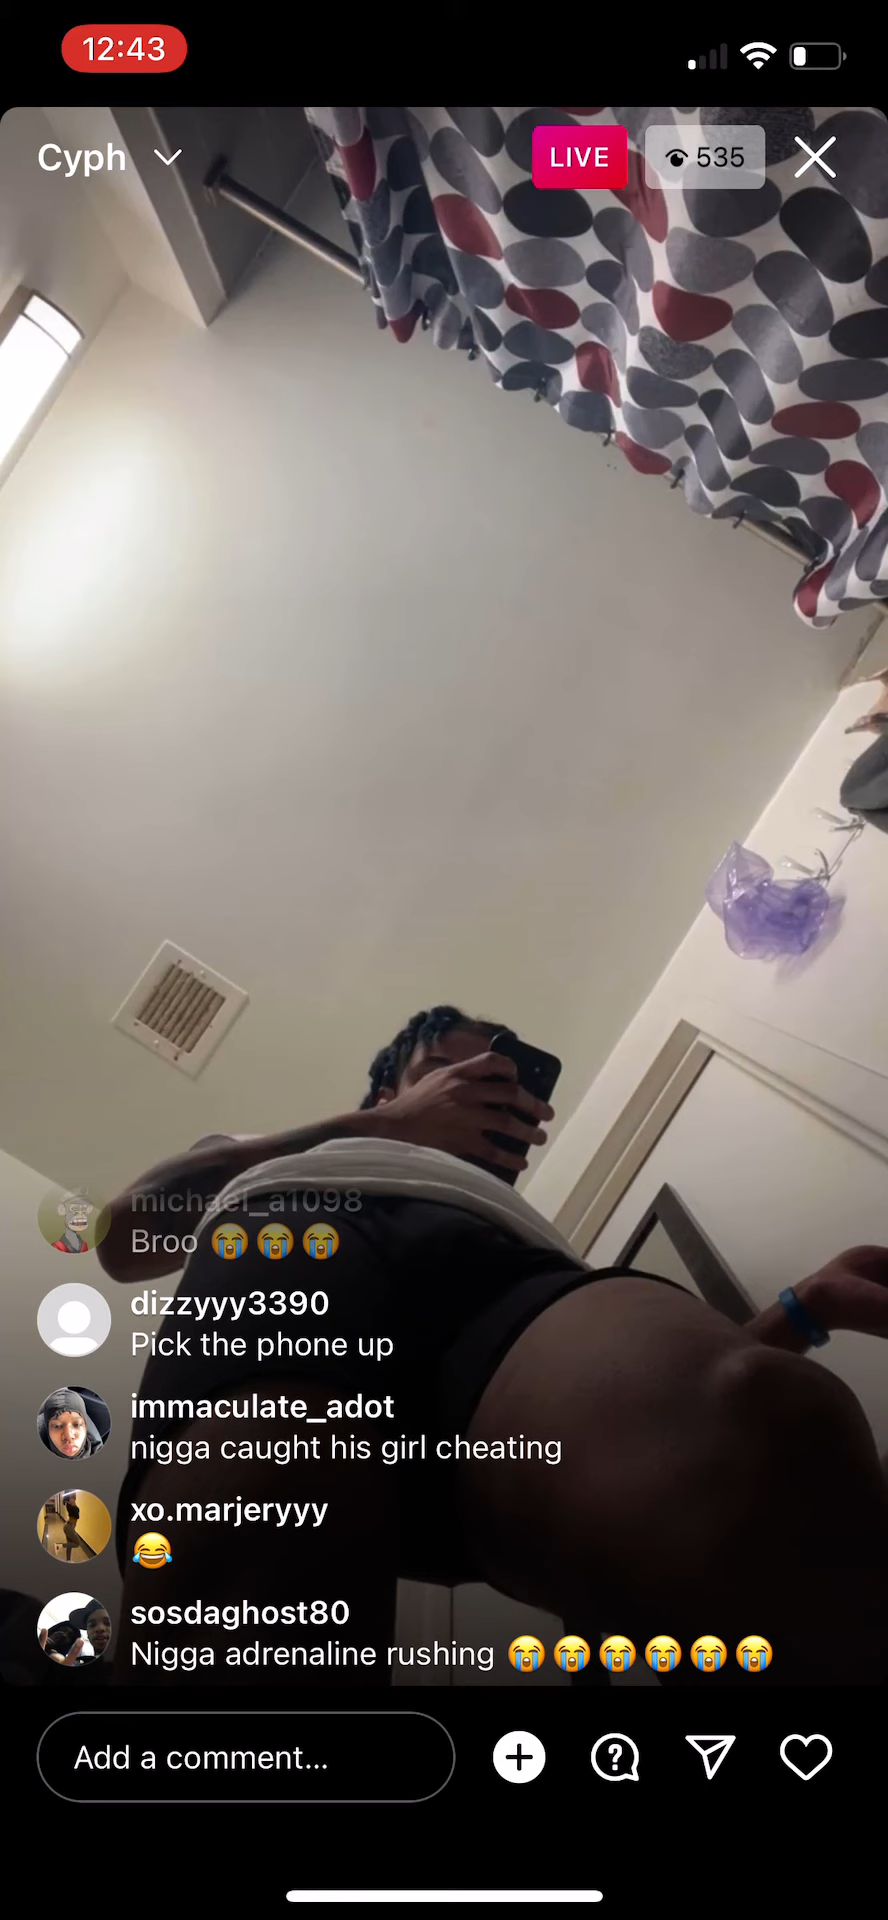 12:43
Cyph
LIVE
535
michael_a1098
Broo 😭😭😭
dizzyyy3390
Pick the phone up
immaculate_adot
nigga caught his girl cheating
xo.marjeryyy
😂
sosdaghost80
Nigga adrenaline rushing 😭😭😭😭😭😭
Add a comment...